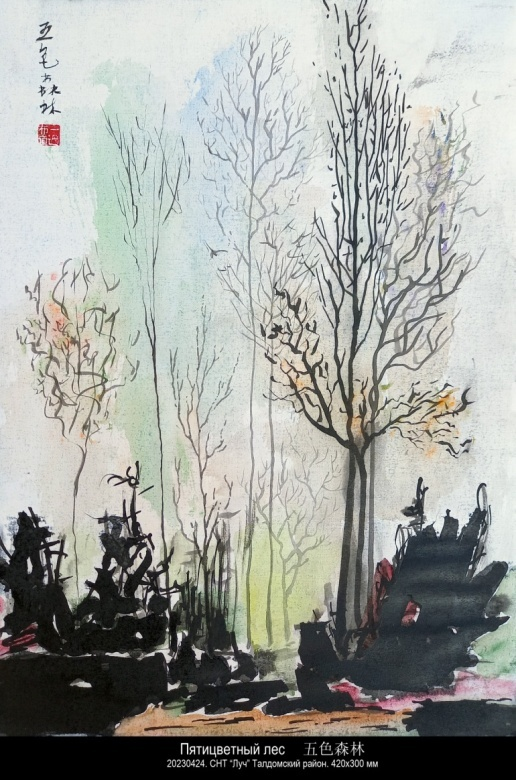 五色森林
Пятицветный лес 五色森林
20230424. СНТ "Луч" Талдомский район. 420х300 мм